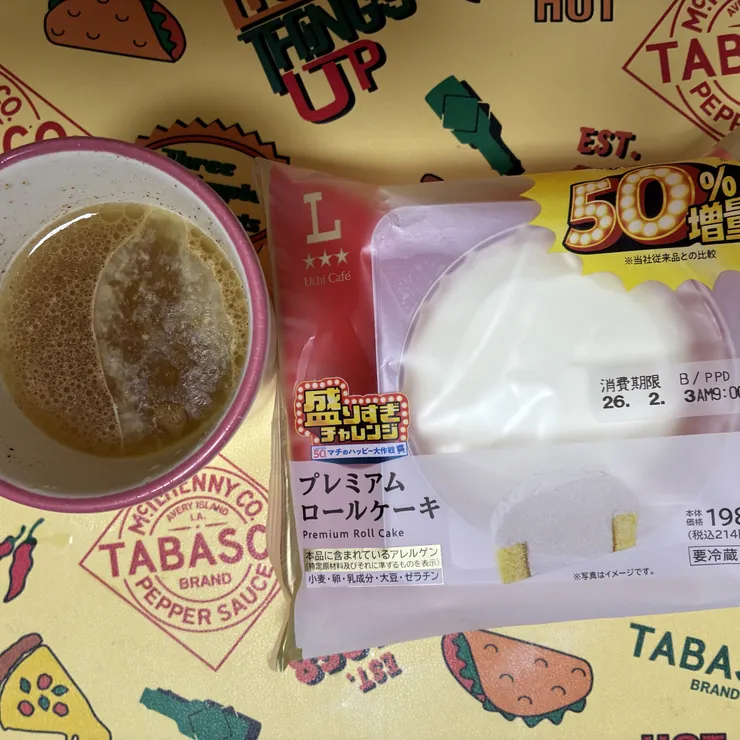 THINGS
UP
HOT
McILHENNY CO.
TABASCO
BRAND
PEPPER SAUCE
AVERY ISLAND
LA.
EST.
L
★★★
Uchi Café
50%
増量
※当社従来品との比較
消費期限 B/PPD
26. 2. 3AM9:0
盛りすぎ
チャレンジ
マチのハッピー大作戦
プレミアム
ロールケーキ
Premium Roll Cake
本品に含まれているアレルゲン
(特定原材料及びそれに準ずるものを表示)
小麦・卵・乳成分・大豆・ゼラチン
本体
価格 198
(税込214
要冷蔵
※写真はイメージです。
EST.
TABAS
BRAND